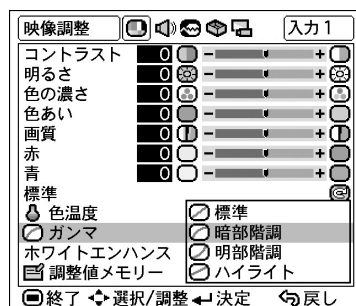 映像調整 入力1
コントラスト 0 - +
明るさ 0 - +
色の濃さ 0 - +
色あい 0 - +
画質 0 - +
赤 0 - +
青 0 - +
標準
色温度 標準
ガンマ 暗部階調
ホワイトエンハンス 明部階調
調整値メモリー ハイライト
終了 選択/調整 決定 戻し